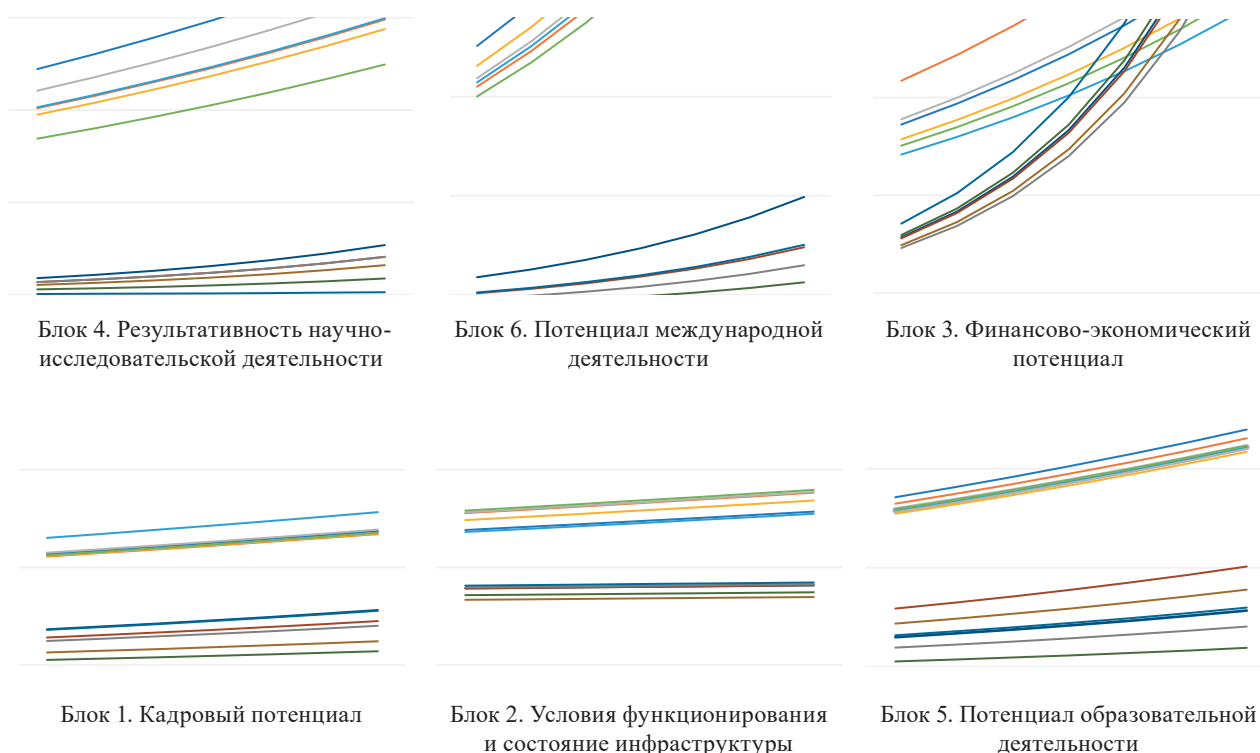 Блок 4. Результативность научно-
исследовательской деятельности
Блок 6. Потенциал международной
деятельности
Блок 3. Финансово-экономический
потенциал
Блок 1. Кадровый потенциал
Блок 2. Условия функционирования
и состояние инфраструктуры
Блок 5. Потенциал образовательной
деятельности